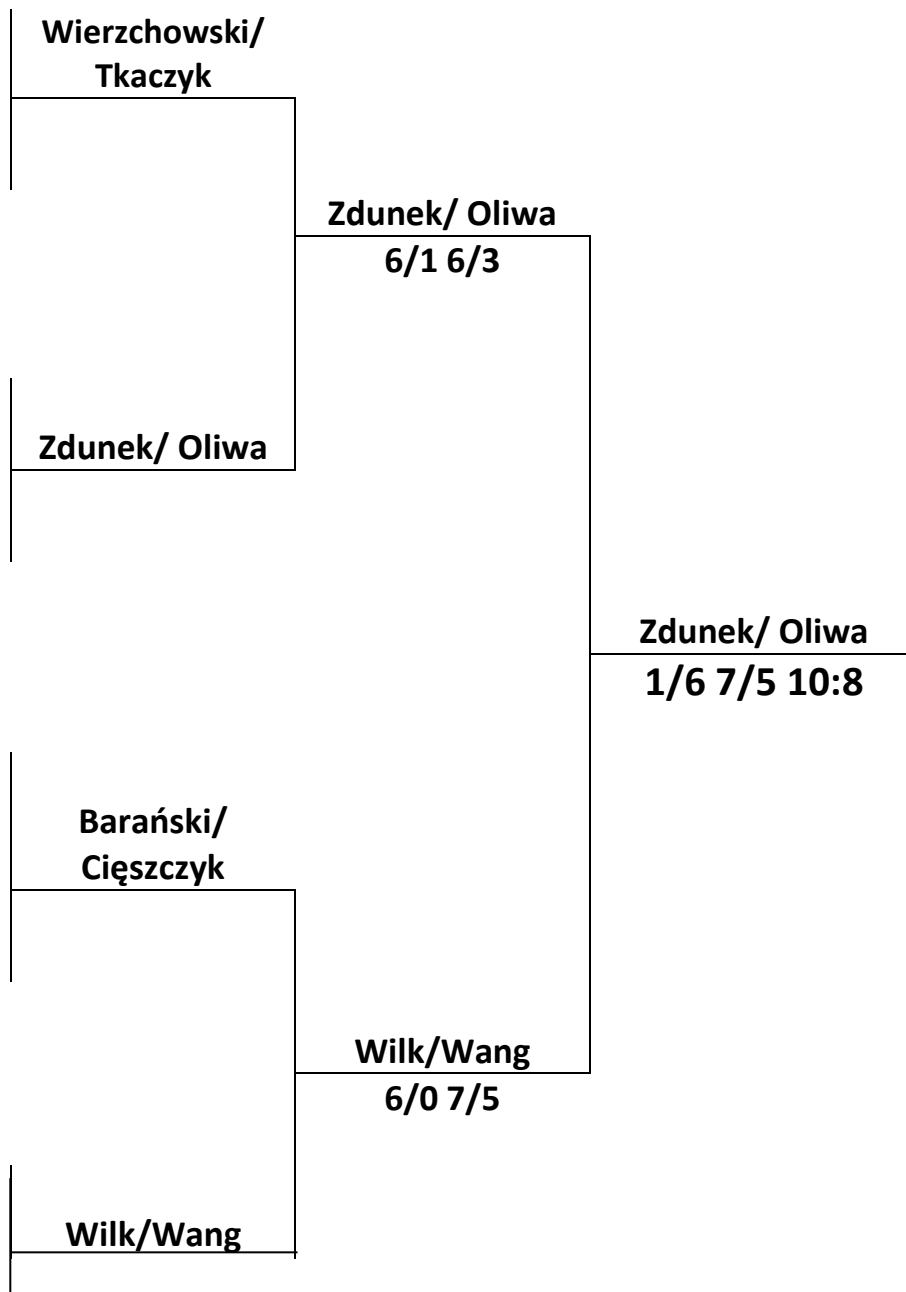 Wierzchowski/
Tkaczyk
Zdunek/ Oliwa
6/1 6/3
Zdunek/ Oliwa
Zdunek/ Oliwa
1/6 7/5 10:8
Barański/
Cięszczyk
Wilk/Wang
6/0 7/5
Wilk/Wang